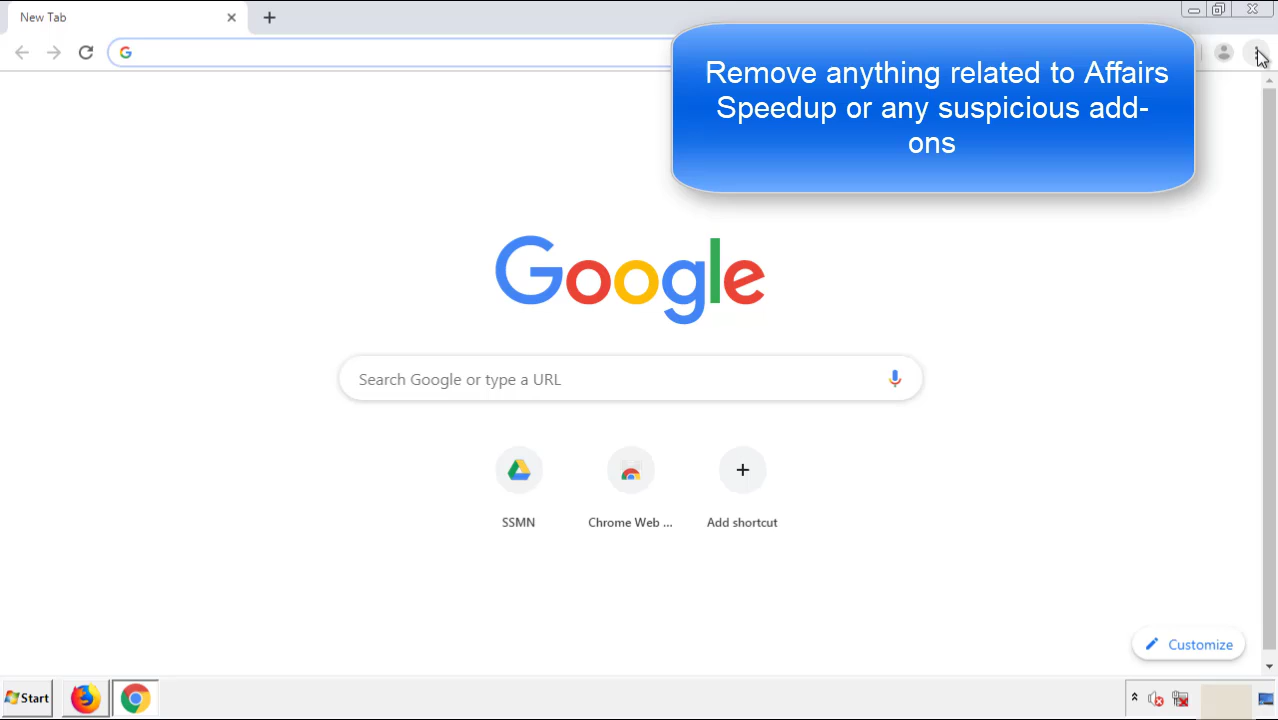 New Tab
Remove anything related to Affairs
Speedup or any suspicious add-
ons
Google
Search Google or type a URL
SSMN
Chrome Web ...
Add shortcut
Customize
Start